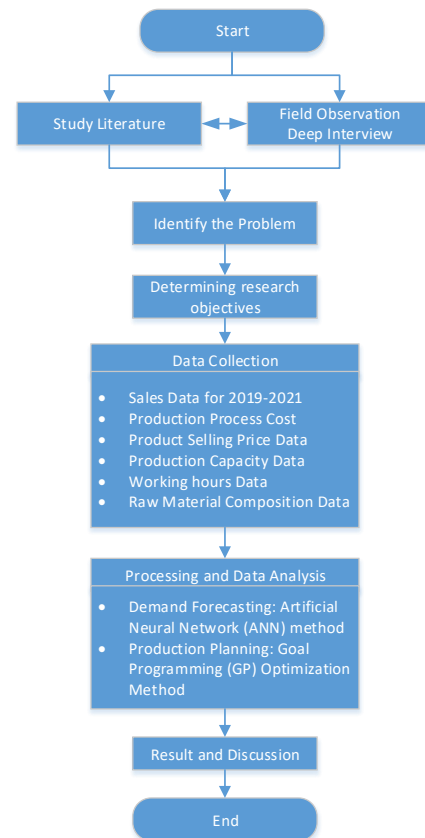 Start
Study Literature
Field Observation
Deep Interview
Identify the Problem
Determining research
objectives
Data Collection
• Sales Data for 2019-2021
• Production Process Cost
• Product Selling Price Data
• Production Capacity Data
• Working hours Data
• Raw Material Composition Data
Processing and Data Analysis
• Demand Forecasting: Artificial
Neural Network (ANN) method
• Production Planning: Goal
Programming (GP) Optimization
Method
Result and Discussion
End